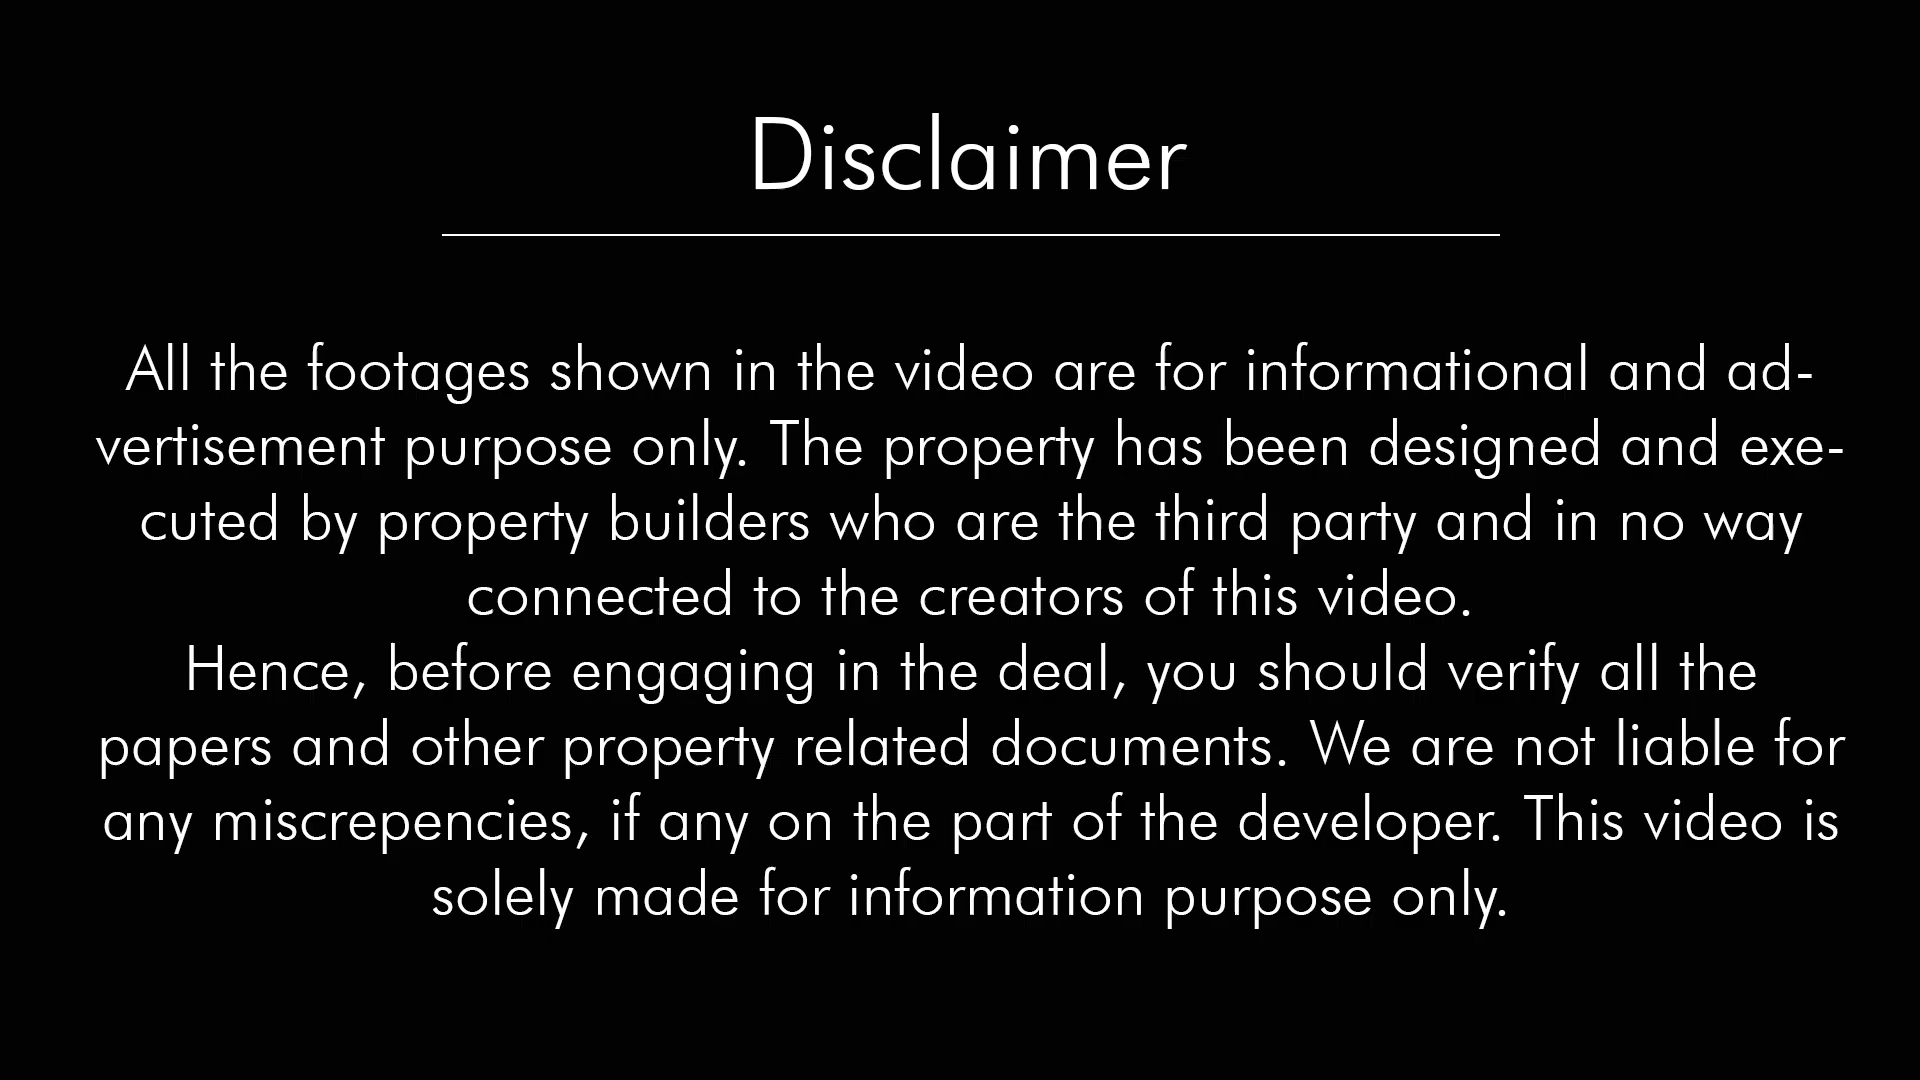 Disclaimer
All the footages shown in the video are for informational and ad-
vertisement purpose only. The property has been designed and exe-
cuted by property builders who are the third party and in no way
connected to the creators of this video.
Hence, before engaging in the deal, you should verify all the
papers and other property related documents. We are not liable for
any miscrepencies, if any on the part of the developer. This video is
solely made for information purpose only.